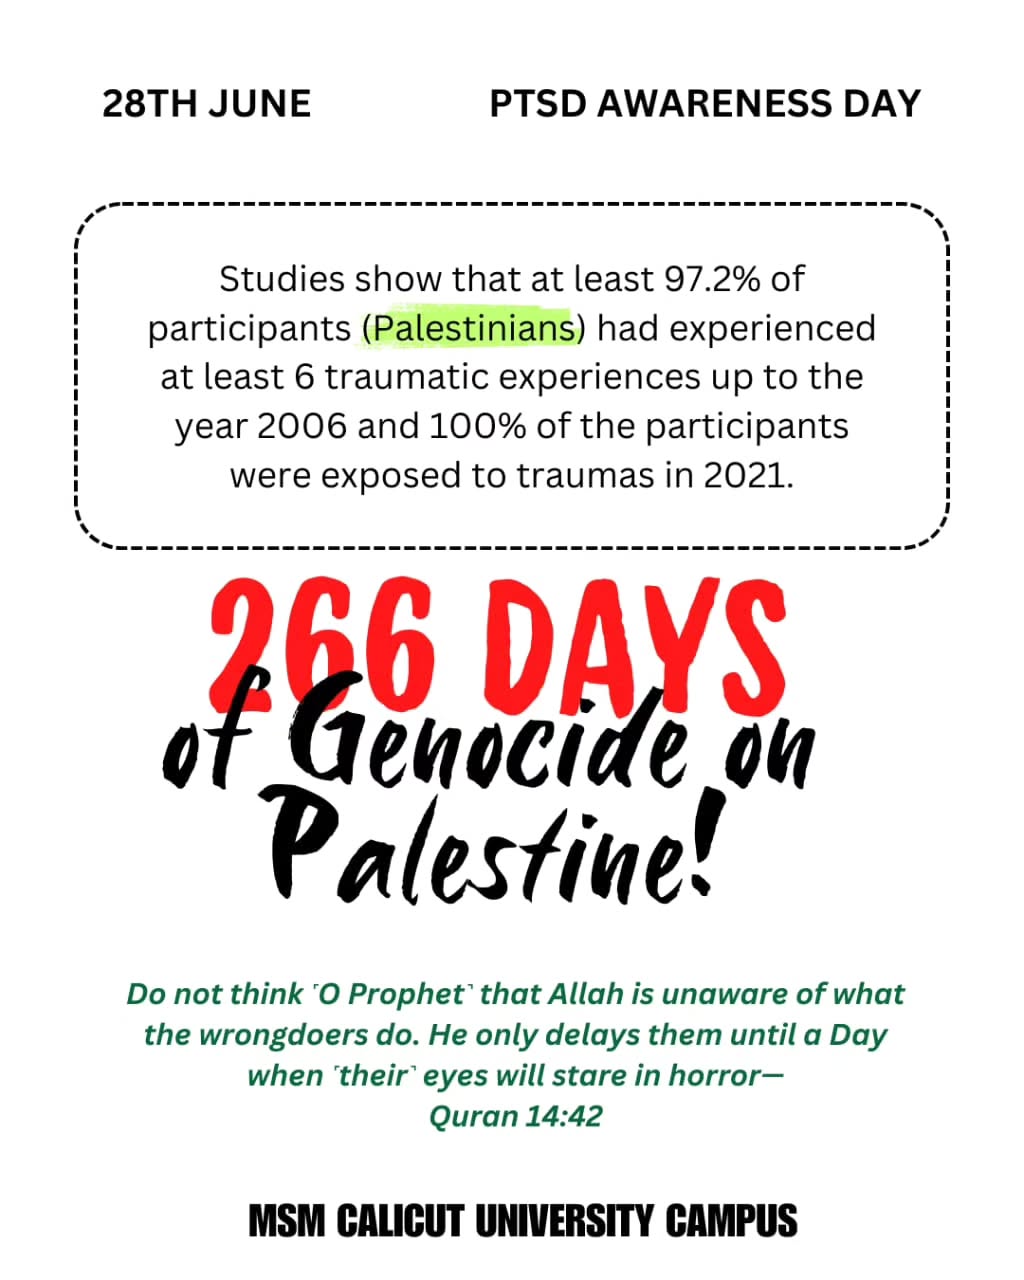 28TH JUNE
PTSD AWARENESS DAY
Studies show that at least 97.2% of
participants (Palestinians) had experienced
at least 6 traumatic experiences up to the
year 2006 and 100% of the participants
were exposed to traumas in 2021.
266 DAYS
of Genocide on
Palestine!
Do not think ˹O Prophet˺ that Allah is unaware of what
the wrongdoers do. He only delays them until a Day
when ˹their˺ eyes will stare in horror—
Quran 14:42
MSM CALICUT UNIVERSITY CAMPUS